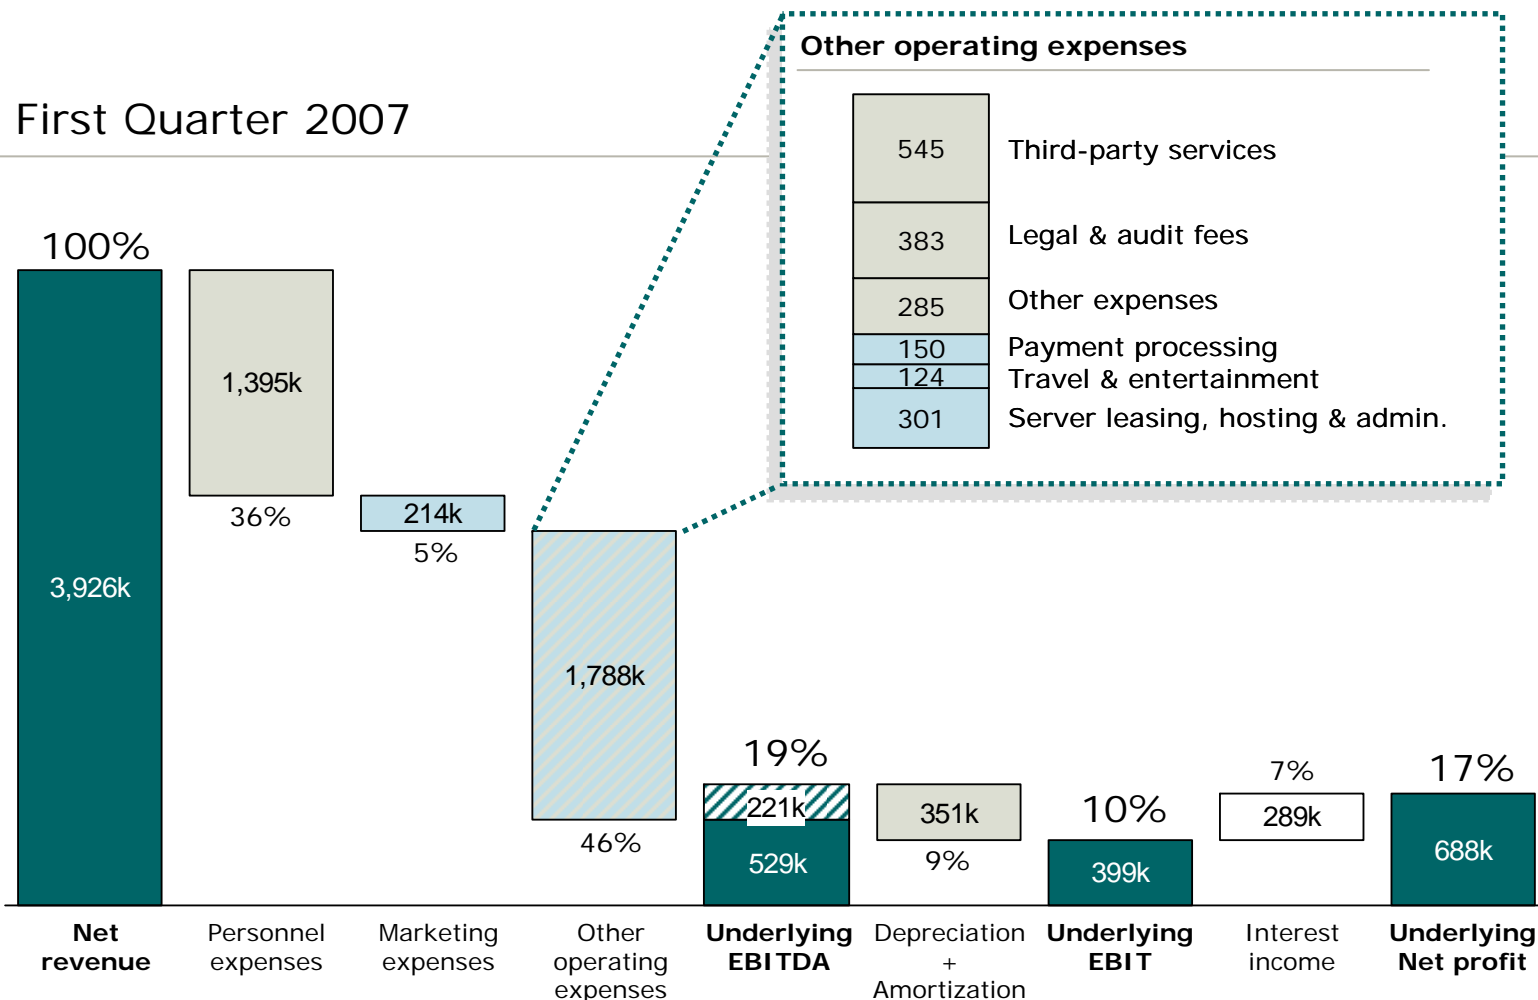 Other operating expenses
First Quarter 2007
545 Third-party services
383 Legal & audit fees
285 Other expenses
150 Payment processing
124 Travel & entertainment
301 Server leasing, hosting & admin.
100%
3,926k
1,395k
36%
214k
5%
1,788k
46%
19%
221k
529k
351k
9%
10%
399k
7%
289k
17%
688k
Net
revenue
Personnel
expenses
Marketing
expenses
Other
operating
expenses
Underlying
EBITDA
Depreciation
+
Amortization
Underlying
EBIT
Interest
income
Underlying
Net profit